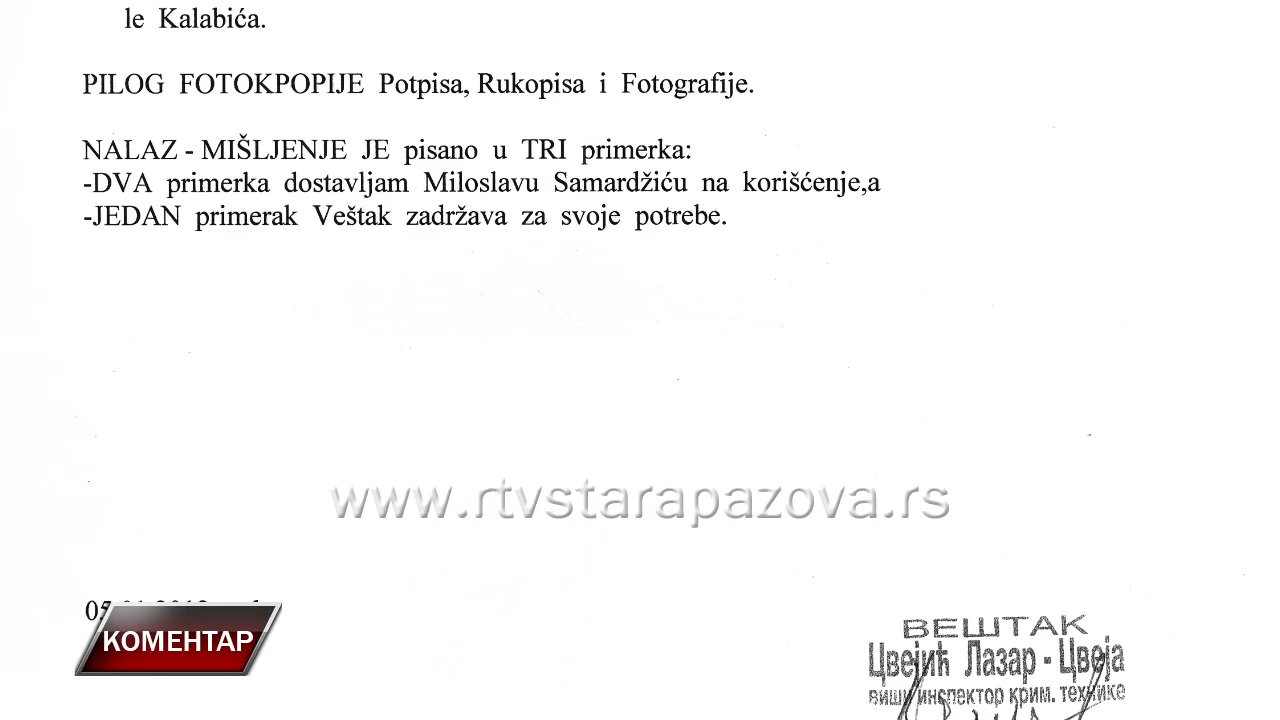 le Kalabića.
PILOG FOTOKPOPIJE Potpisa, Rukopisa i Fotografije.
NALAZ - MIŠLJENJE JE pisano u TRI primerka:
-DVA primerka dostavljam Miloslavu Samardžiću na korišćenje,a
-JEDAN primerak Veštak zadržava za svoje potrebe.
www.rtvstarapazova.rs
КОМЕНТАР
ВЕШТАК
Цвејић Лазар - Цвеја
виши инспектор крим. технике